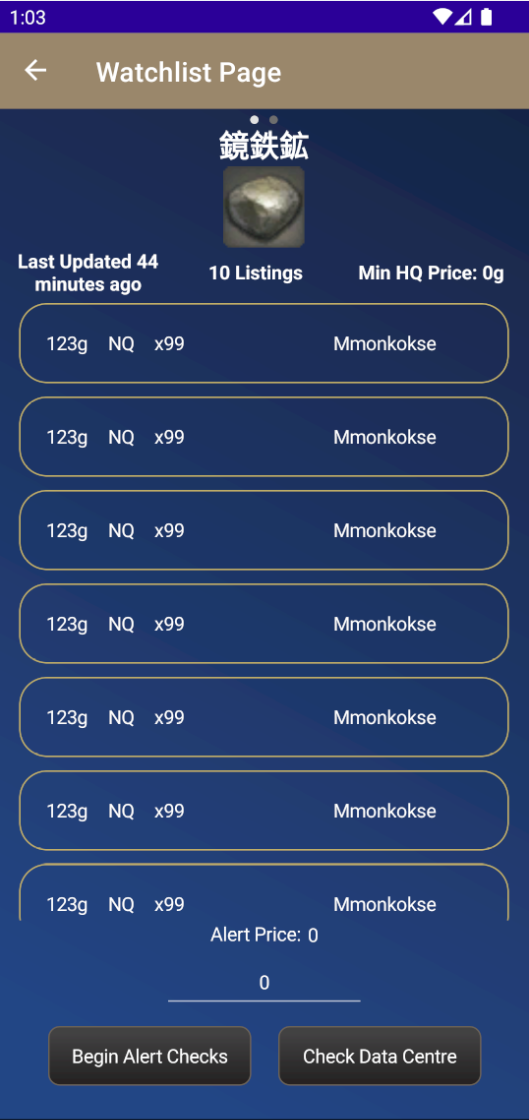 1:03
Watchlist Page
鏡鉄鉱
Last Updated 44
minutes ago
10 Listings
Min HQ Price: 0g
123g NQ x99 Mmonkokse
123g NQ x99 Mmonkokse
123g NQ x99 Mmonkokse
123g NQ x99 Mmonkokse
123g NQ x99 Mmonkokse
123g NQ x99 Mmonkokse
123g NQ x99 Mmonkokse
Alert Price: 0
0
Begin Alert Checks
Check Data Centre